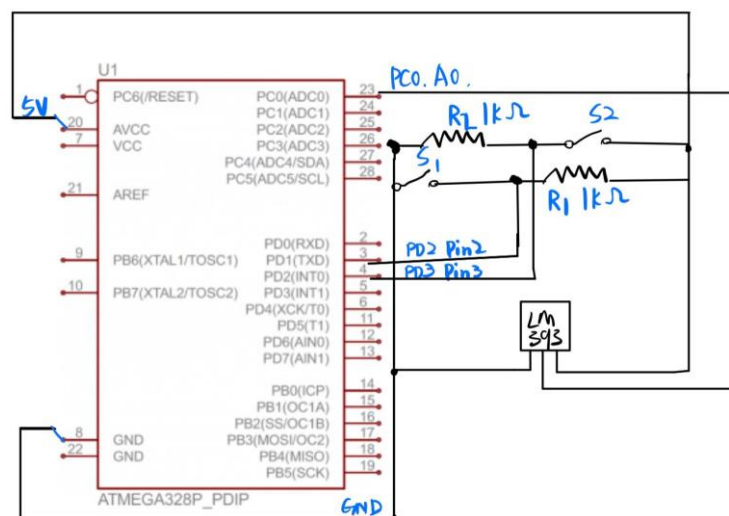 U1
1
PC6(/RESET)
5V
20
AVCC
7
VCC
21
AREF
9
PB6(XTAL1/TOSC1)
10
PB7(XTAL2/TOSC2)
8
GND
22
GND
PC0(ADC0)
23
PC0. A0.
PC1(ADC1)
24
PC2(ADC2)
25
PC3(ADC3)
26
PC4(ADC4/SDA)
27
PC5(ADC5/SCL)
28
R2 1kΩ
S2
S1
R1 1kΩ
PD0(RXD)
2
PD1(TXD)
3
PD2 Pin2
PD2(INT0)
4
PD3 Pin3
PD3(INT1)
5
PD4(XCK/T0)
6
PD5(T1)
11
PD6(AIN0)
12
PD7(AIN1)
13
LM
393
PB0(ICP)
14
PB1(OC1A)
15
PB2(SS/OC1B)
16
PB3(MOSI/OC2)
17
PB4(MISO)
18
PB5(SCK)
19
ATMEGA328P_PDIP
GND